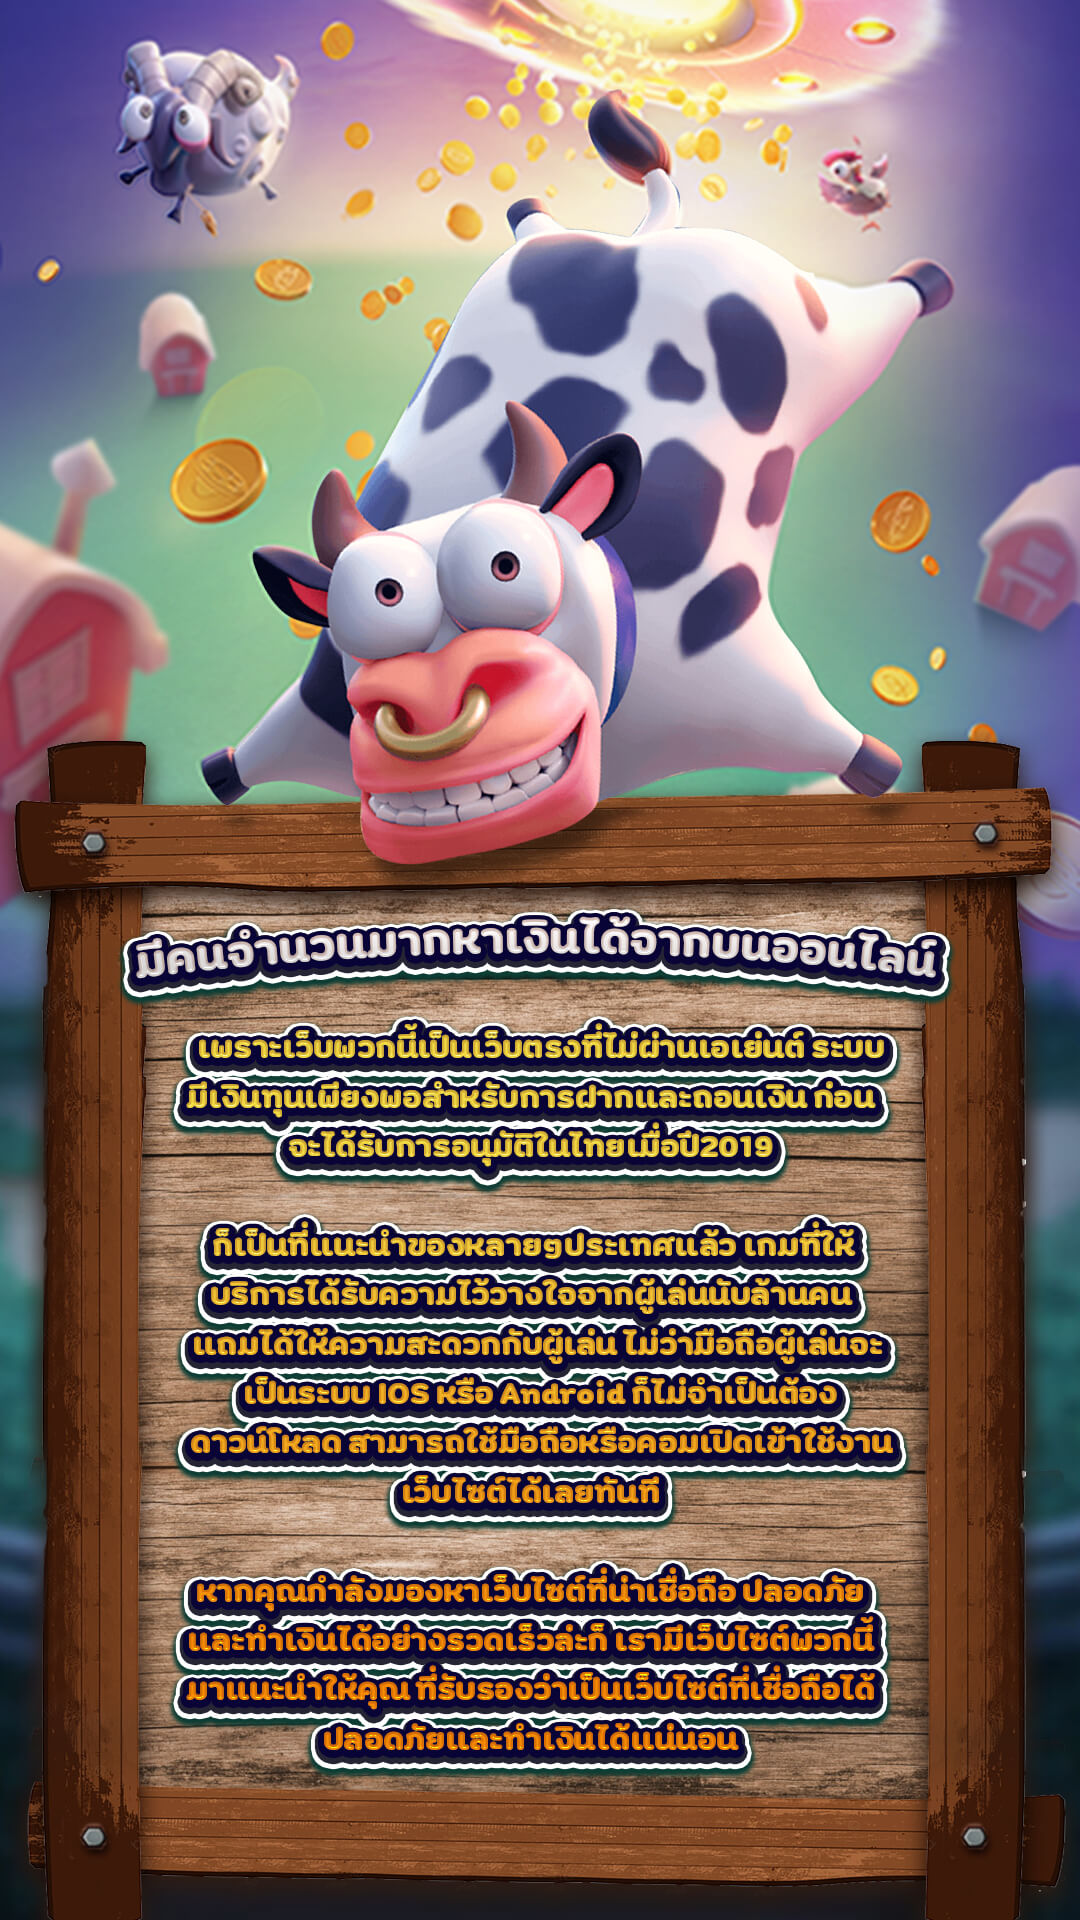 มีคนจำนวนมากหาเงินได้จากบนออนไลน์
เพราะเว็บพวกนี้เป็นเว็บตรงที่ไม่ผ่านเอเย่นต์ ระบบ
มีเงินทุนเพียงพอสำหรับการฝากและถอนเงิน ก่อน
จะได้รับการอนุมัติในไทยเมื่อปี2019
ก็เป็นที่แนะนำของหลายๆประเทศแล้ว เกมที่ให้
บริการได้รับความไว้วางใจจากผู้เล่นนับล้านคน
แถมได้ให้ความสะดวกกับผู้เล่น ไม่ว่ามือถือผู้เล่นจะ
เป็นระบบ IOS หรือ Android ก็ไม่จำเป็นต้อง
ดาวน์โหลด สามารถใช้มือถือหรือคอมเปิดเข้าใช้งาน
เว็บไซต์ได้เลยทันที
หากคุณกำลังมองหาเว็บไซต์ที่น่าเชื่อถือ ปลอดภัย
และทำเงินได้อย่างรวดเร็วล่ะก็ เรามีเว็บไซต์พวกนี้
มาแนะนำให้คุณ ที่รับรองว่าเป็นเว็บไซต์ที่เชื่อถือได้
ปลอดภัยและทำเงินได้แน่นอน